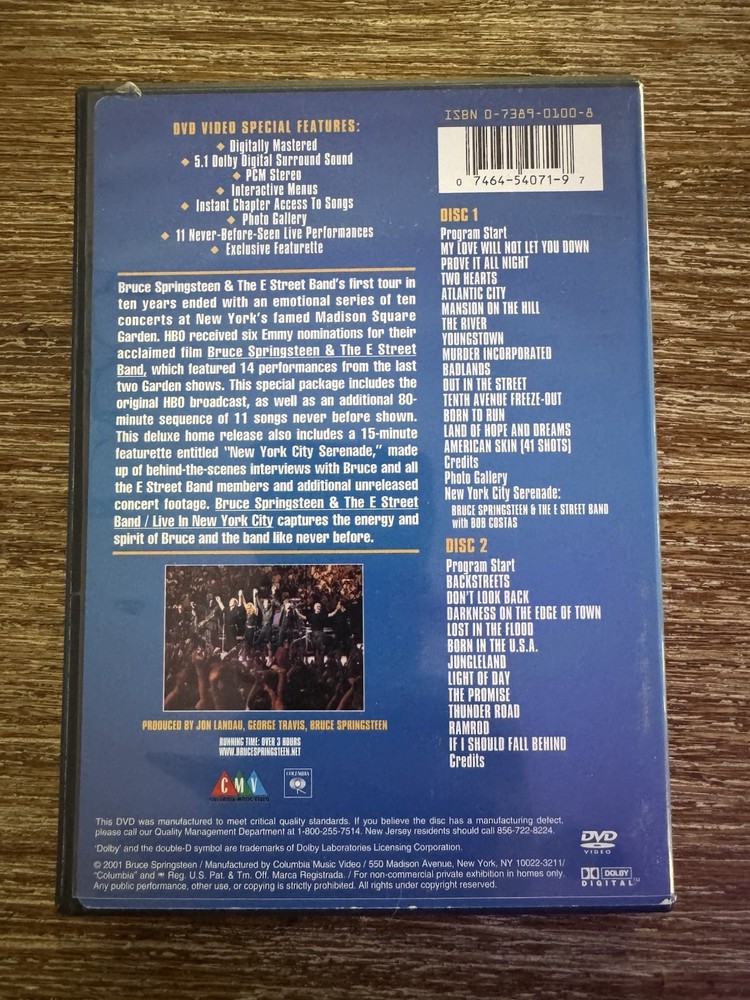 DVD VIDEO SPECIAL FEATURES:
◆ Digitally Mastered
◆ 5.1 Dolby Digital Surround Sound
◆ PCM Stereo
◆ Interactive Menus
◆ Instant Chapter Access To Songs
◆ Photo Gallery
◆ 11 Never-Before-Seen Live Performances
◆ Exclusive Featurette
Bruce Springsteen & The E Street Band's first tour in
ten years ended with an emotional series of ten
concerts at New York's famed Madison Square
Garden. HBO received six Emmy nominations for their
acclaimed film Bruce Springsteen & The E Street
Band, which featured 14 performances from the last
two Garden shows. This special package includes the
original HBO broadcast, as well as an additional 80-
minute sequence of 11 songs never before shown.
This deluxe home release also includes a 15-minute
featurette entitled "New York City Serenade," made
up of behind-the-scenes interviews with Bruce and all
the E Street Band members and additional unreleased
concert footage. Bruce Springsteen & The E Street
Band / Live In New York City captures the energy and
spirit of Bruce and the band like never before.
PRODUCED BY JON LANDAU, GEORGE TRAVIS, BRUCE SPRINGSTEEN
RUNNING TIME: OVER 3 HOURS
WWW.BRUCESPRINGSTEEN.NET
CMV
COLUMBIA MUSIC VIDEO
COLUMBIA
ISBN 0-7389-0100-8
0 7464-54071-9 7
DISC 1
Program Start
MY LOVE WILL NOT LET YOU DOWN
PROVE IT ALL NIGHT
TWO HEARTS
ATLANTIC CITY
MANSION ON THE HILL
THE RIVER
YOUNGSTOWN
MURDER INCORPORATED
BADLANDS
OUT IN THE STREET
TENTH AVENUE FREEZE-OUT
BORN TO RUN
LAND OF HOPE AND DREAMS
AMERICAN SKIN (41 SHOTS)
Credits
Photo Gallery
New York City Serenade:
BRUCE SPRINGSTEEN & THE E STREET BAND
with BOB COSTAS
DISC 2
Program Start
BACKSTREETS
DON'T LOOK BACK
DARKNESS ON THE EDGE OF TOWN
LOST IN THE FLOOD
BORN IN THE U.S.A.
JUNGLELAND
LIGHT OF DAY
THE PROMISE
THUNDER ROAD
RAMROD
IF I SHOULD FALL BEHIND
Credits
This DVD was manufactured to meet critical quality standards. If you believe the disc has a manufacturing defect,
please call our Quality Management Department at 1-800-255-7514. New Jersey residents should call 856-722-8224.
'Dolby' and the double-D symbol are trademarks of Dolby Laboratories Licensing Corporation.
© 2001 Bruce Springsteen / Manufactured by Columbia Music Video / 550 Madison Avenue, New York, NY 10022-3211/
"Columbia" and Reg. U.S. Pat. & Tm. Off. Marca Registrada. / For non-commercial private exhibition in homes only.
Any public performance, other use, or copying is strictly prohibited. All rights under copyright reserved.
DVD
VIDEO
DOLBY
DIGITAL™